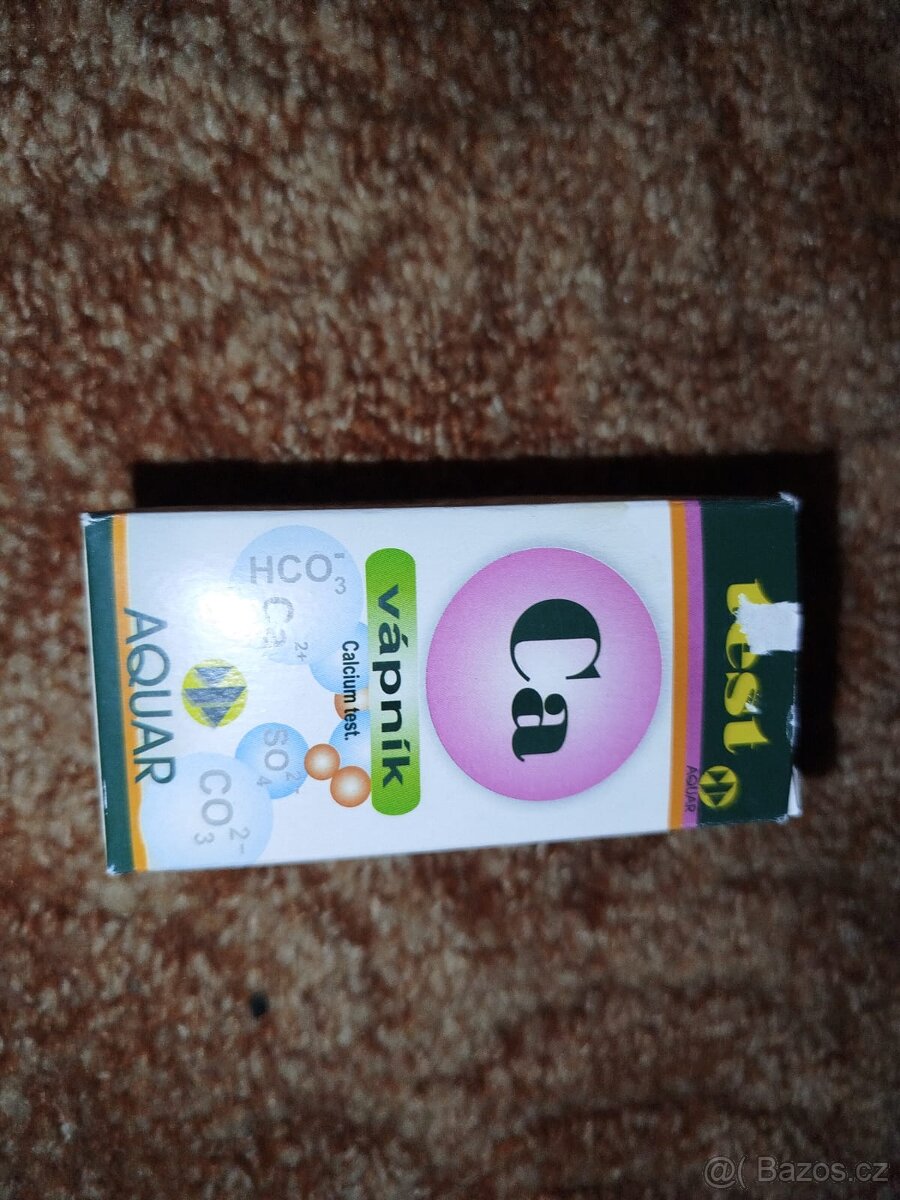 test
AQUAR
Ca
vápník
Calcium test.
HCO₃⁻
Ca²⁺
SO₄²⁻
CO₃²⁻
AQUAR
@( Bazos.cz